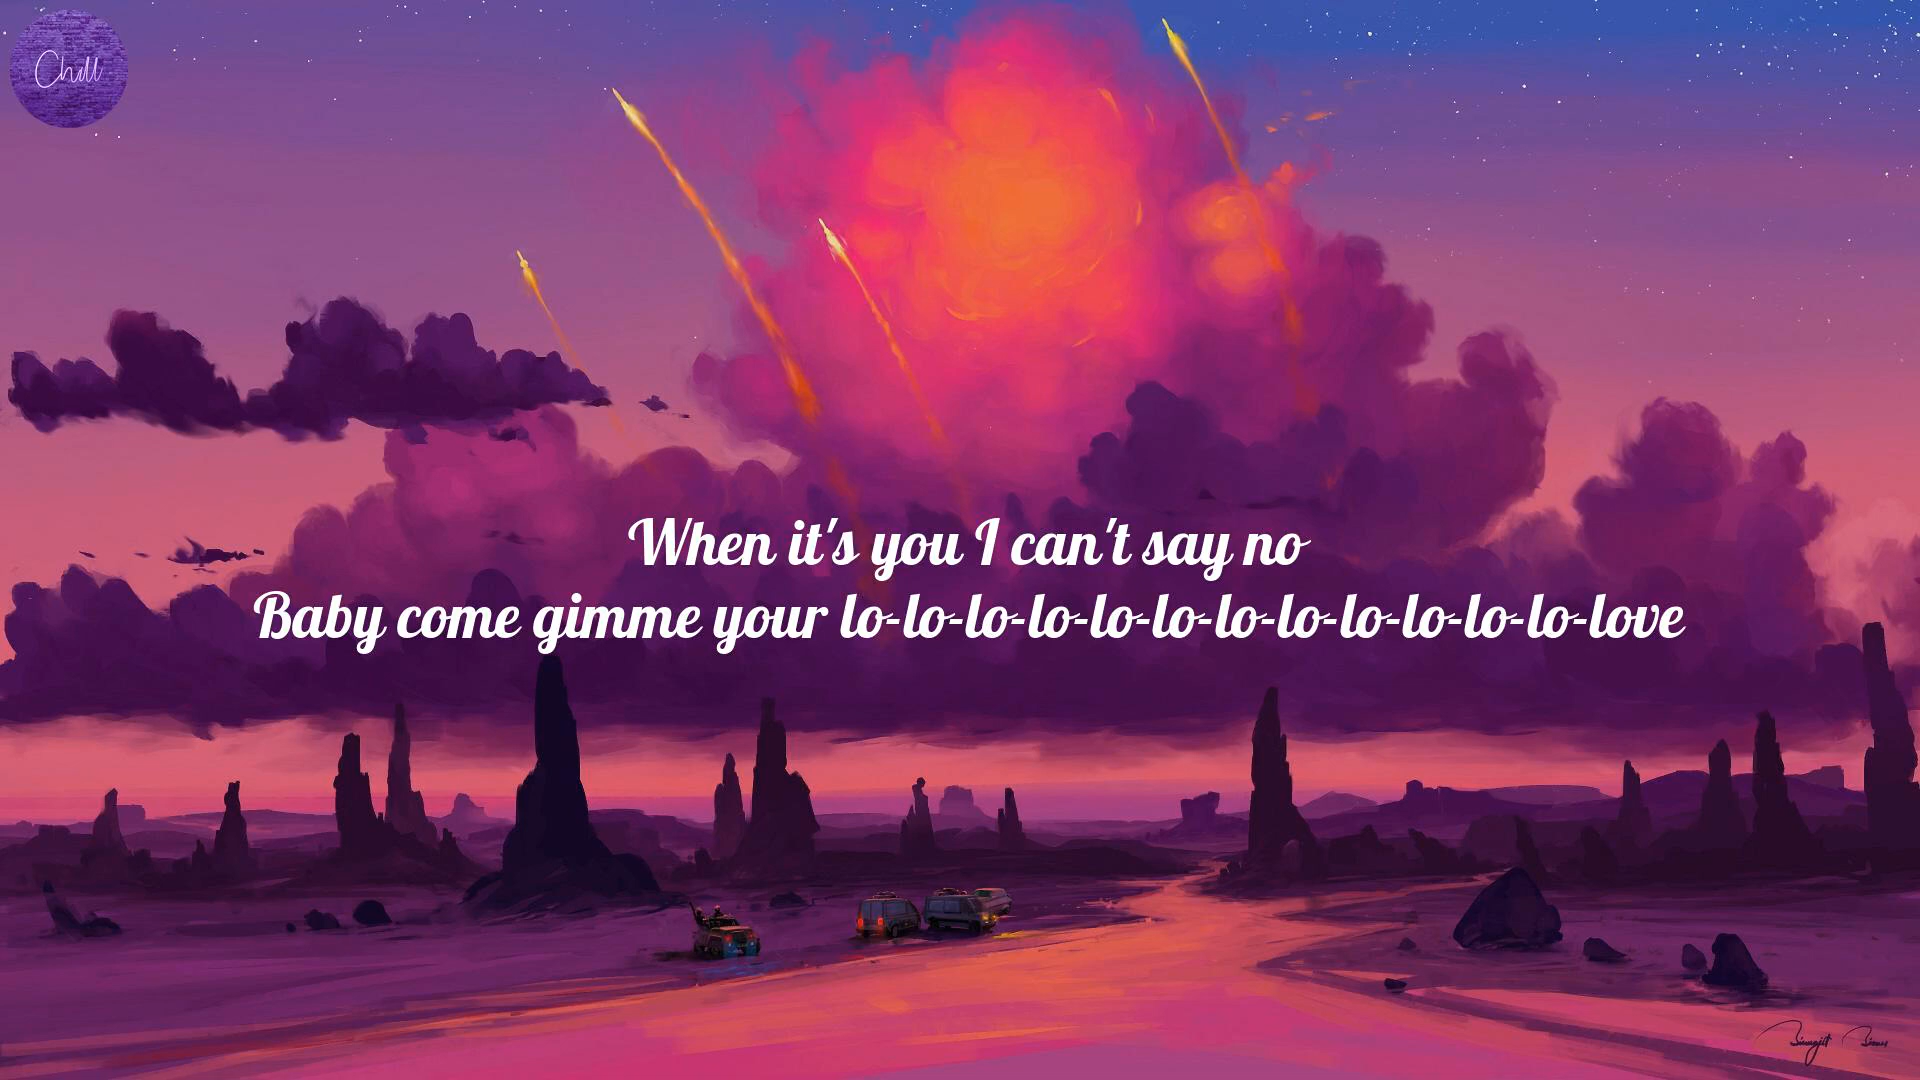 Chill
When it's you I can't say no
Baby come gimme your lo-lo-lo-lo-lo-lo-lo-lo-lo-lo-lo-lo-love